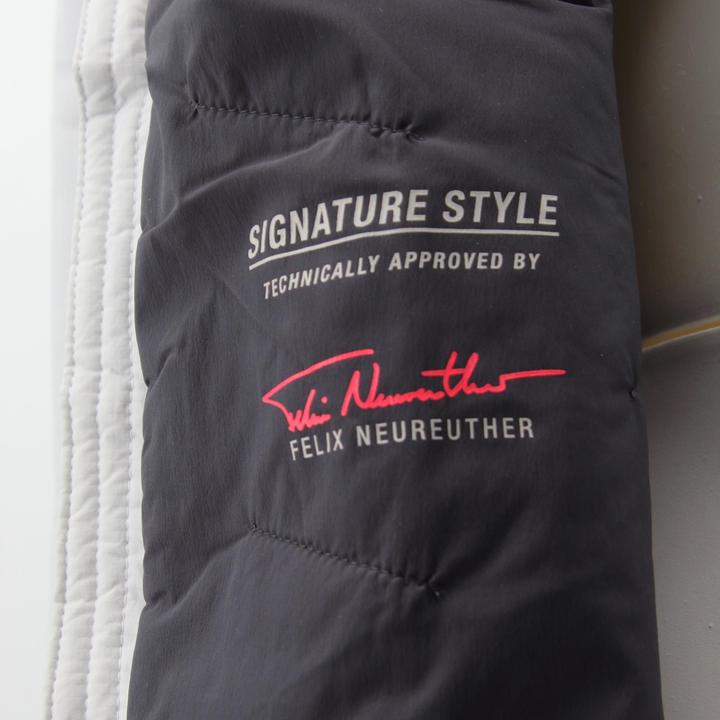 SIGNATURE STYLE
TECHNICALLY APPROVED BY
Felix Neureuther
FELIX NEUREUTHER